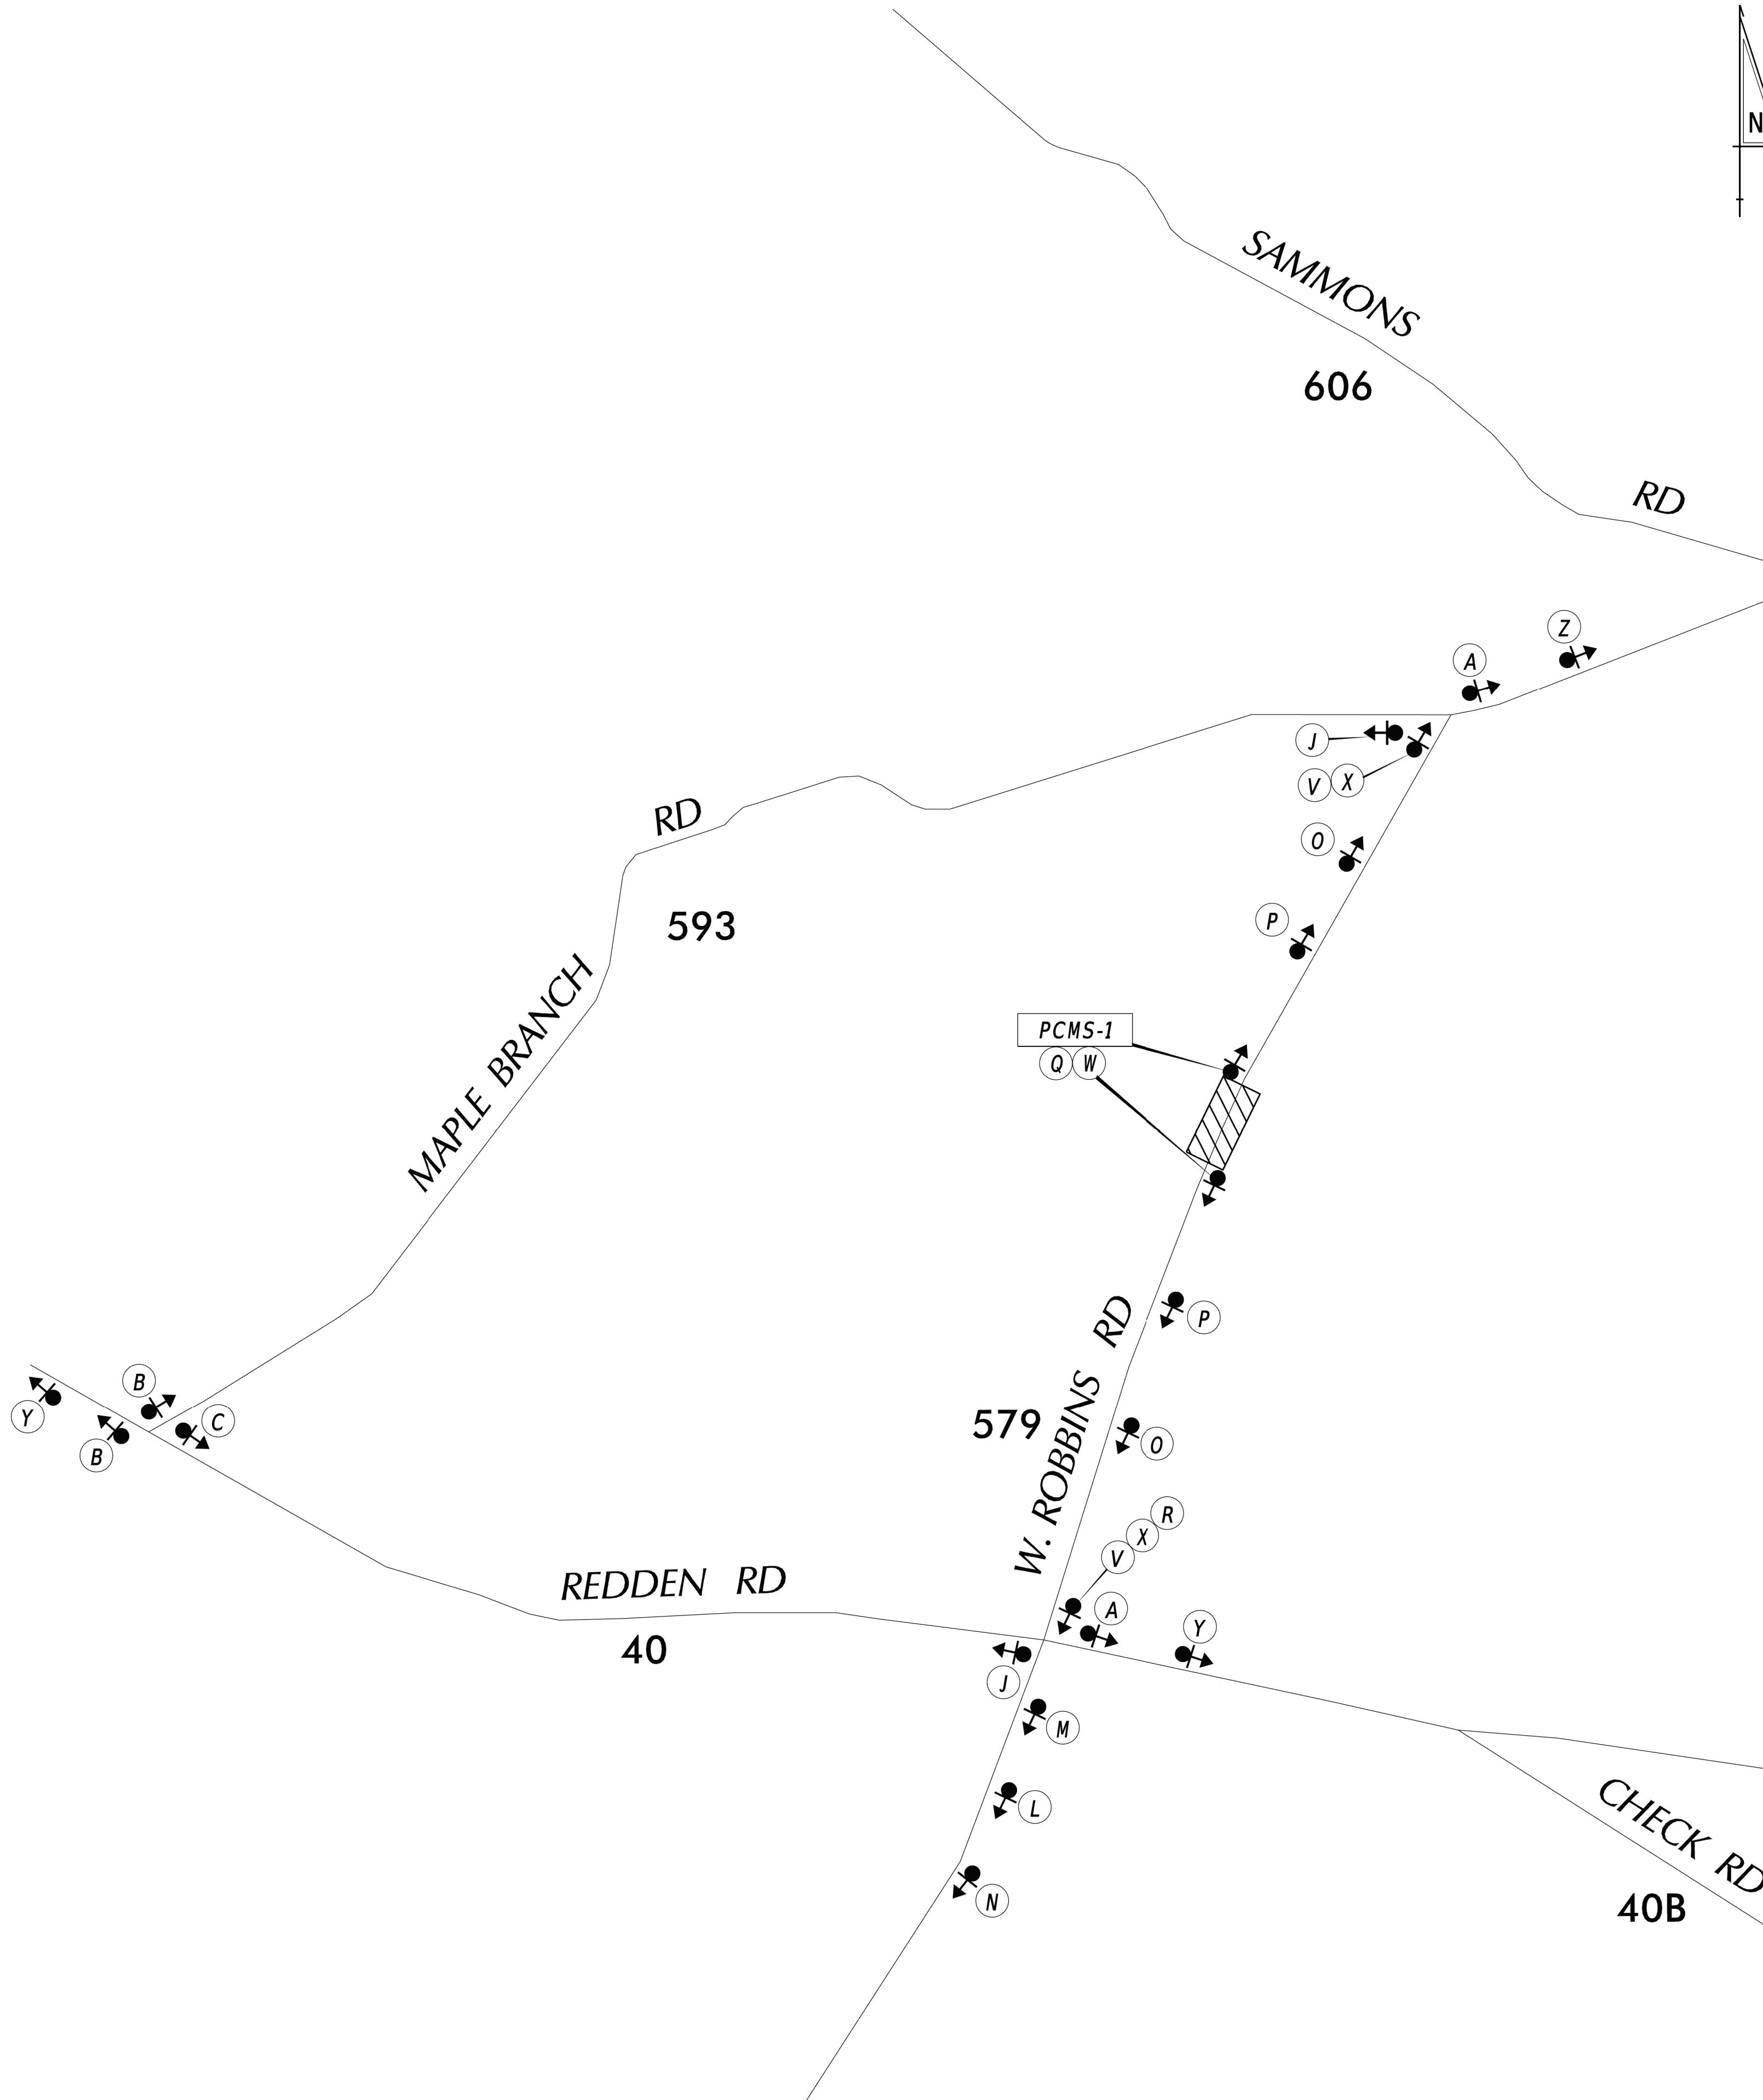 N
SAMMONS
606
RD
Z
A
J
V X
O
RD
P
593
MAPLE BRANCH
PCMS-1
Q W
P
W. ROBBINS RD
579
O
B
Y
C
B
R
X
V
REDDEN RD
A
Y
40
J
M
L
CHECK RD
N
40B